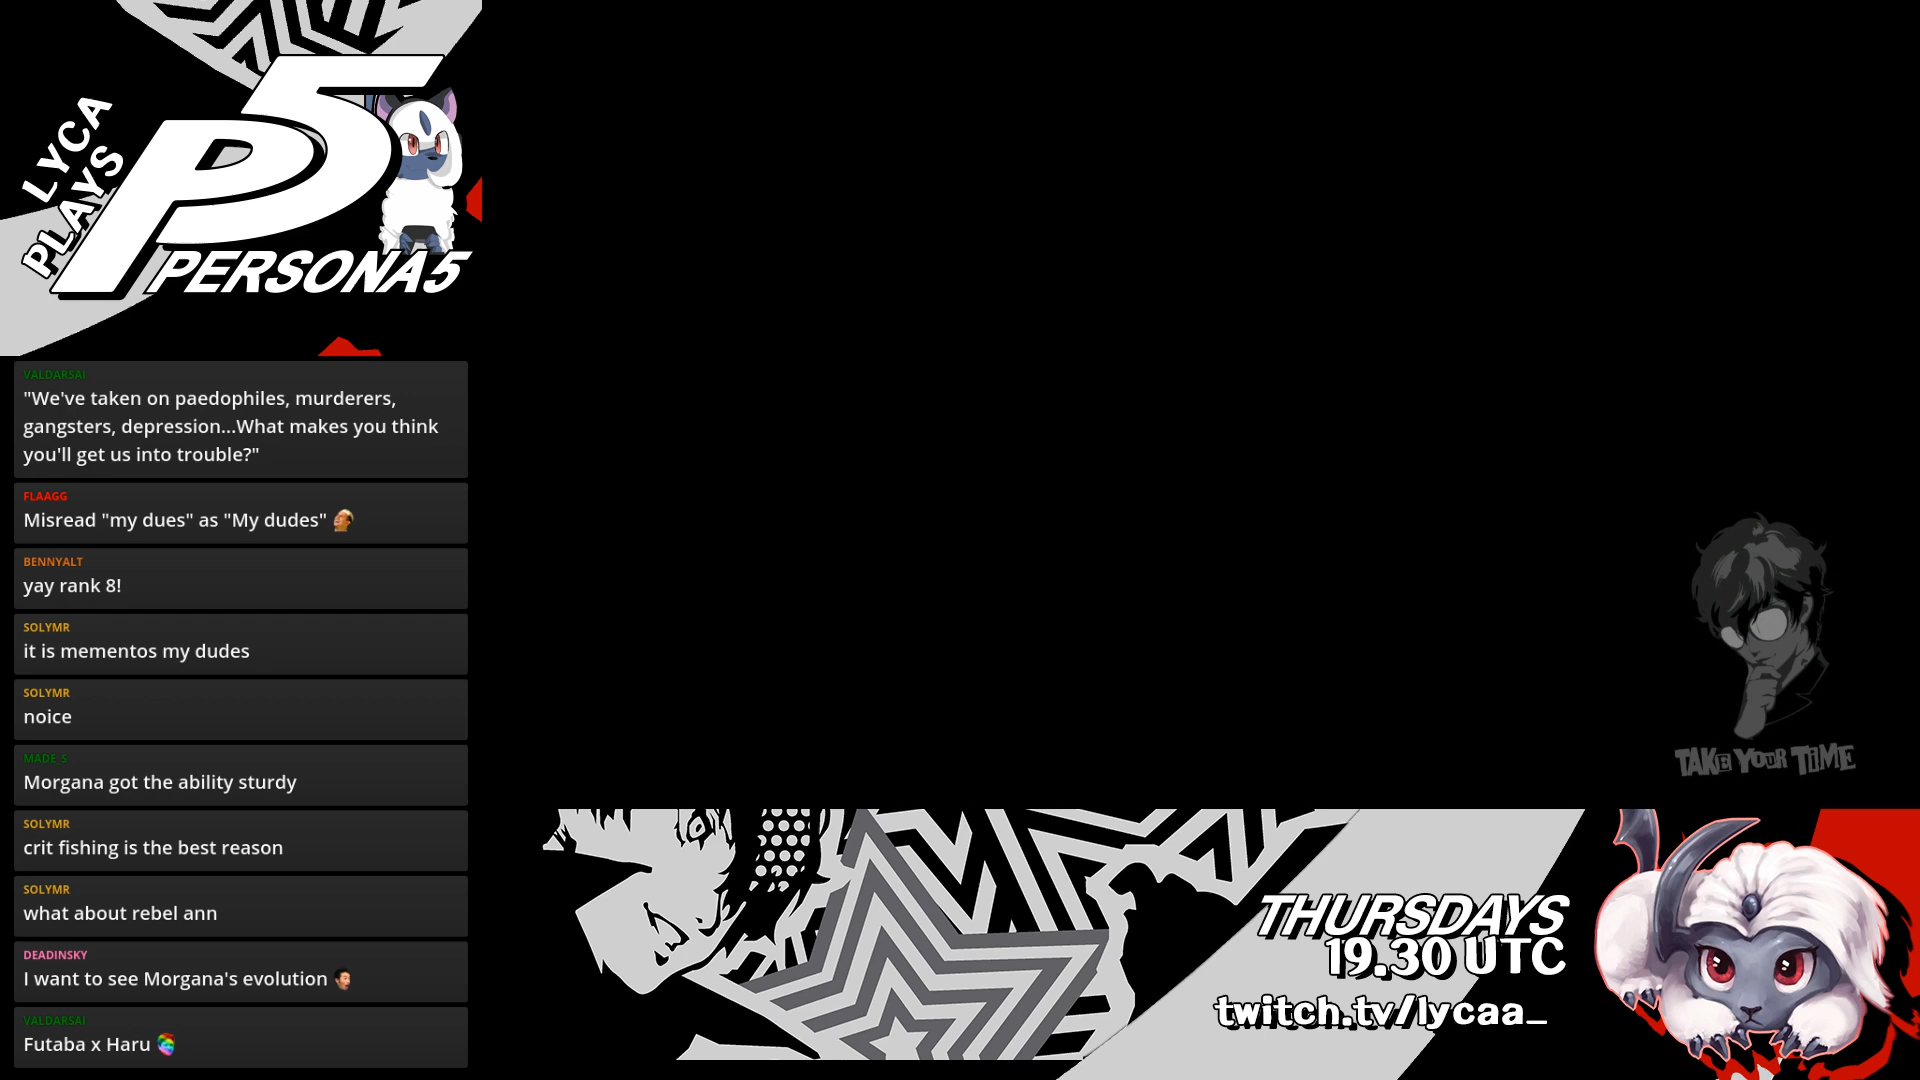 LYCA
PLAYS
P5
PERSONA5
VALDARSAI
"We've taken on paedophiles, murderers,
gangsters, depression...What makes you think
you'll get us into trouble?"
FLAAGG
Misread "my dues" as "My dudes"
BENNYALT
yay rank 8!
SOLYMR
it is mementos my dudes
SOLYMR
noice
MADE_S
Morgana got the ability sturdy
SOLYMR
crit fishing is the best reason
SOLYMR
what about rebel ann
DEADINSKY
I want to see Morgana's evolution
VALDARSAI
Futaba x Haru
TAKE YOUR TIME
THURSDAYS
19.30 UTC
twitch.tv/lycaa_